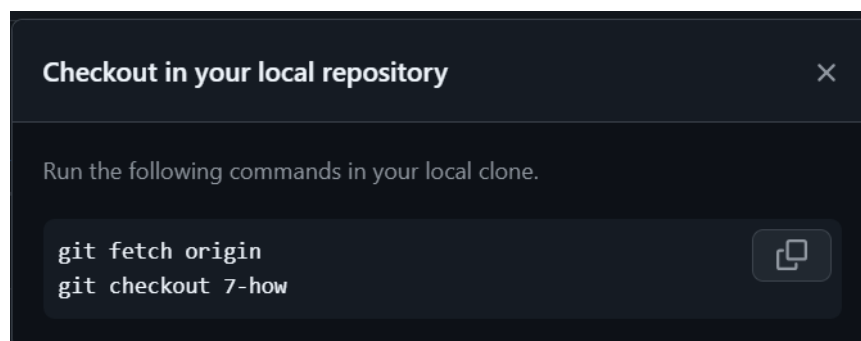 Checkout in your local repository
Run the following commands in your local clone.
git fetch origin
git checkout 7-how